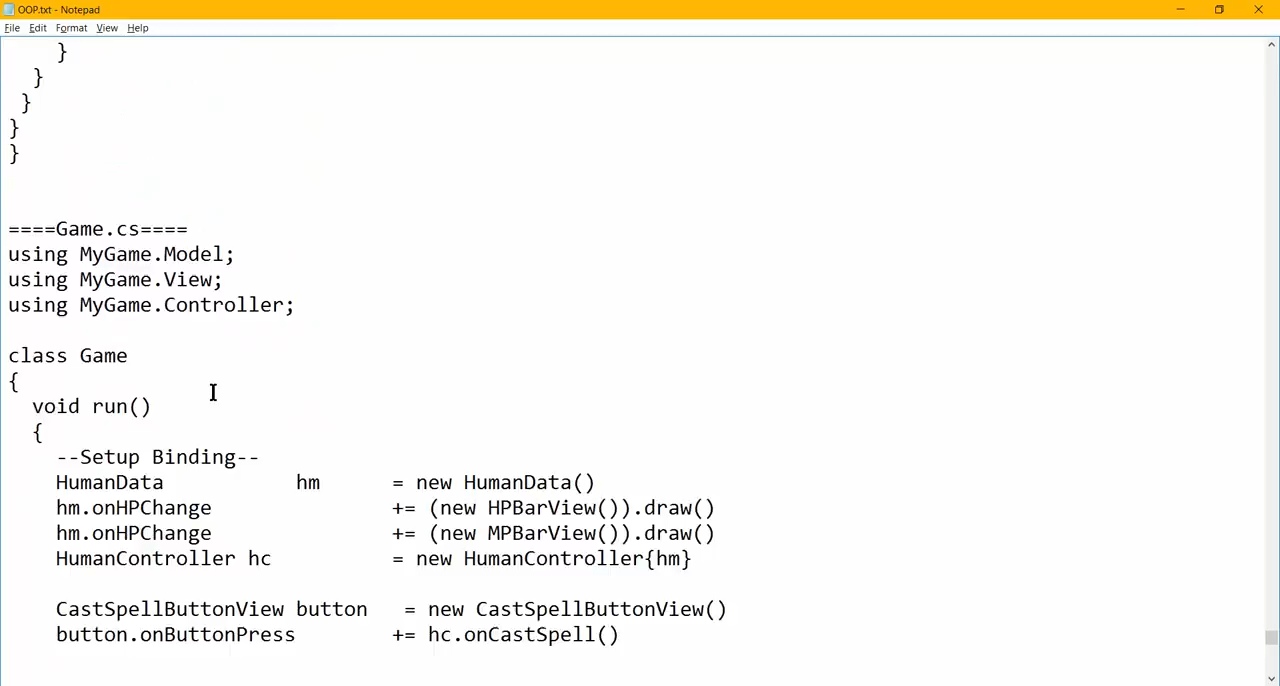 OOP.txt - Notepad
File Edit Format View Help
}
}
}
}
}
====Game.cs====
using MyGame.Model;
using MyGame.View;
using MyGame.Controller;
class Game
{
void run()
{
--Setup Binding--
HumanData hm = new HumanData()
hm.onHPChange += (new HPBarView()).draw()
hm.onHPChange += (new MPBarView()).draw()
HumanController hc = new HumanController{hm}
CastSpellButtonView button = new CastSpellButtonView()
button.onButtonPress += hc.onCastSpell()